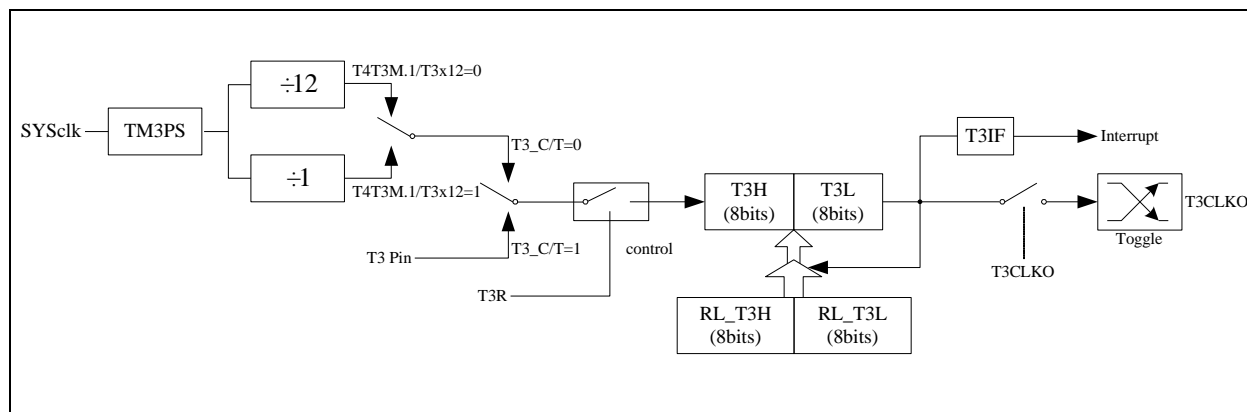 ÷12
T4T3M.1/T3x12=0
SYSclk
TM3PS
÷1
T4T3M.1/T3x12=1
T3_C/T=0
T3 Pin
T3_C/T=1
T3R
control
T3H
(8bits)
T3L
(8bits)
T3IF
Interrupt
T3CLKO
Toggle
T3CLKO
RL_T3H
(8bits)
RL_T3L
(8bits)